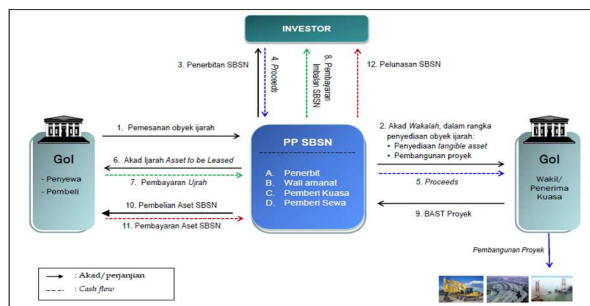 INVESTOR
3. Penerbitan SBSN
4. Proceeds
8. Pembayaran
Imbalan SBSN
12. Pelunasan SBSN
1. Pemesanan obyek ijarah
6. Akad Ijarah Asset to be Leased
7. Pembayaran Ujrah
10. Pembelian Aset SBSN
11. Pembayaran Aset SBSN
GoI
- Penyewa
- Pembeli
PP SBSN
A. Penerbit
B. Wali amanat
C. Pemberi Kuasa
D. Pemberi Sewa
2. Akad Wakalah, dalam rangka
penyediaan obyek ijarah:
• Penyediaan tangible asset
• Pembangunan proyek
5. Proceeds
9. BAST Proyek
GoI
Wakil/
Penerima
Kuasa
Pembangunan Proyek
: Akad/perjanjian
: Cash flow